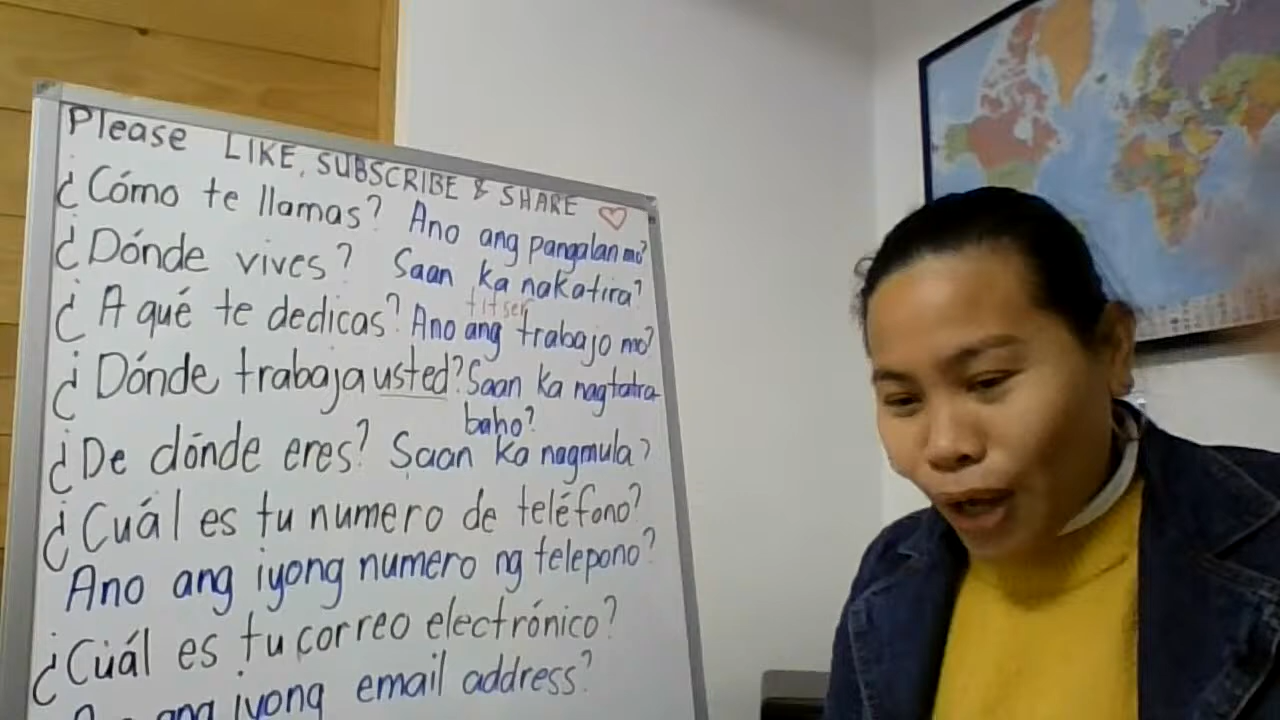 Please LIKE, SUBSCRIBE & SHARE
¿Cómo te llamas? Ano ang pangalan mo?
¿Dónde vives? Saan ka nakatira?
titser
¿A qué te dedicas? Ano ang trabajo mo?
¿Dónde trabaja usted? Saan ka nagtatra-
baho?
¿De dónde eres? Saan ka nagmula?
¿Cuál es tu numero de teléfono?
Ano ang iyong numero ng telepono?
¿Cuál es tu correo electrónico?
ang iyong email address?